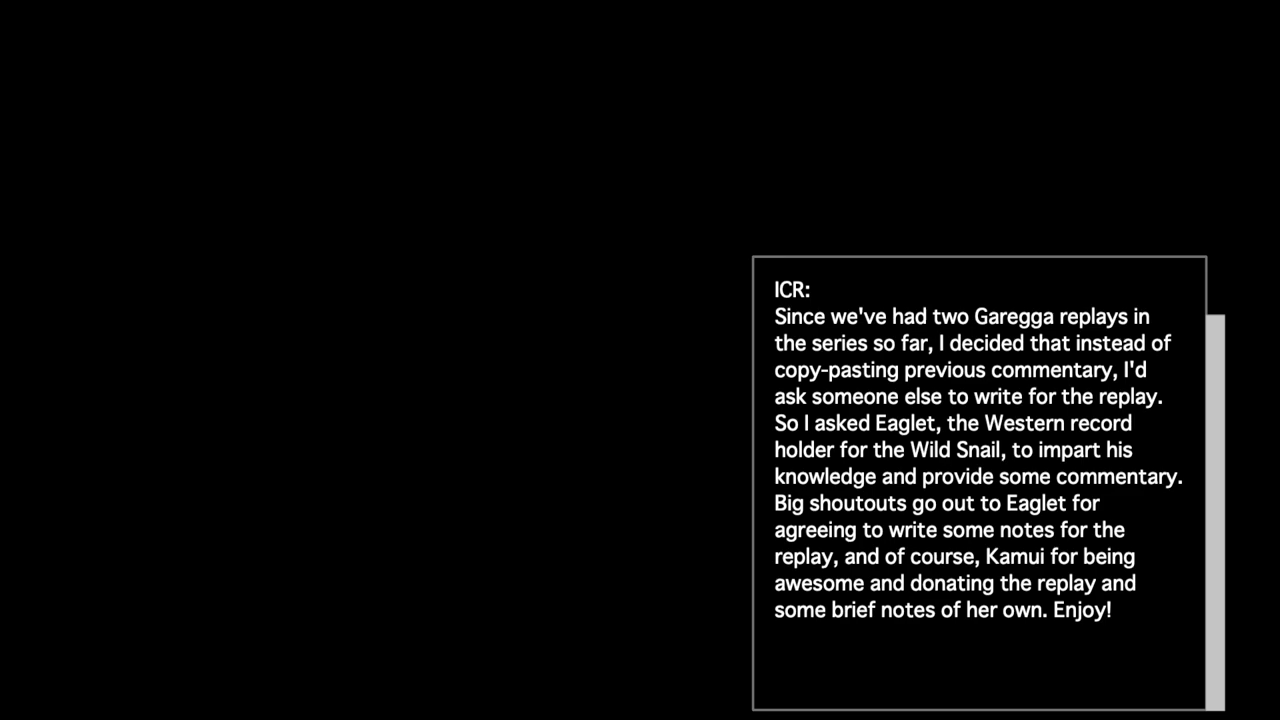 ICR:
Since we've had two Garegga replays in
the series so far, I decided that instead of
copy-pasting previous commentary, I'd
ask someone else to write for the replay.
So I asked Eaglet, the Western record
holder for the Wild Snail, to impart his
knowledge and provide some commentary.
Big shoutouts go out to Eaglet for
agreeing to write some notes for the
replay, and of course, Kamui for being
awesome and donating the replay and
some brief notes of her own. Enjoy!